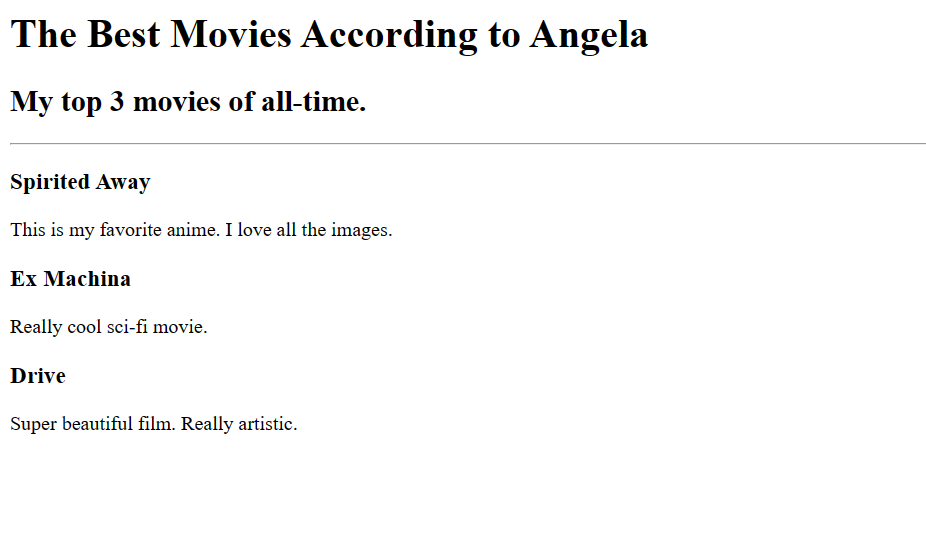 The Best Movies According to Angela
My top 3 movies of all-time.
Spirited Away
This is my favorite anime. I love all the images.
Ex Machina
Really cool sci-fi movie.
Drive
Super beautiful film. Really artistic.